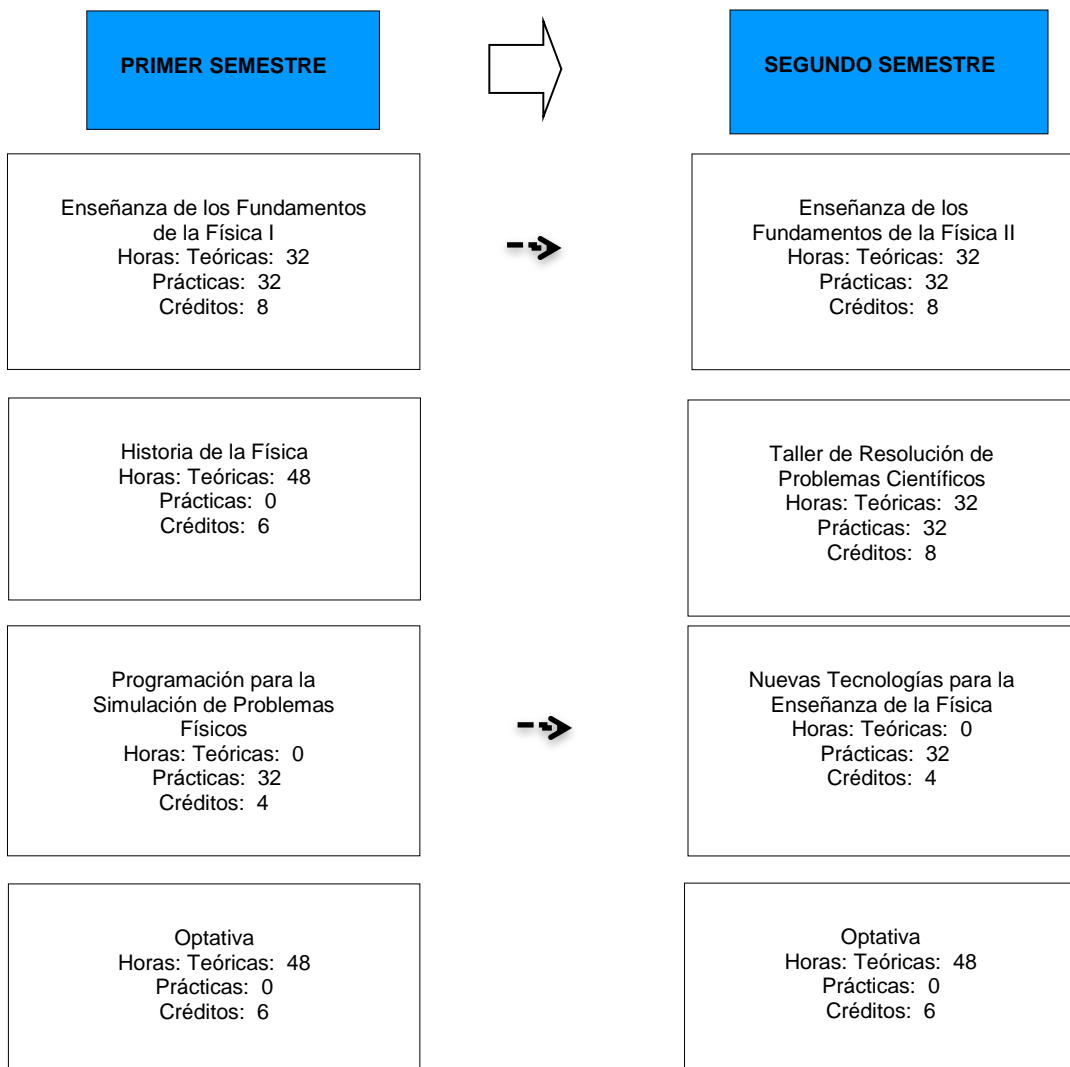 PRIMER SEMESTRE
SEGUNDO SEMESTRE
Enseñanza de los Fundamentos
de la Física I
Horas: Teóricas: 32
Prácticas: 32
Créditos: 8
Enseñanza de los
Fundamentos de la Física II
Horas: Teóricas: 32
Prácticas: 32
Créditos: 8
Historia de la Física
Horas: Teóricas: 48
Prácticas: 0
Créditos: 6
Taller de Resolución de
Problemas Científicos
Horas: Teóricas: 32
Prácticas: 32
Créditos: 8
Programación para la
Simulación de Problemas
Físicos
Horas: Teóricas: 0
Prácticas: 32
Créditos: 4
Nuevas Tecnologías para la
Enseñanza de la Física
Horas: Teóricas: 0
Prácticas: 32
Créditos: 4
Optativa
Horas: Teóricas: 48
Prácticas: 0
Créditos: 6
Optativa
Horas: Teóricas: 48
Prácticas: 0
Créditos: 6